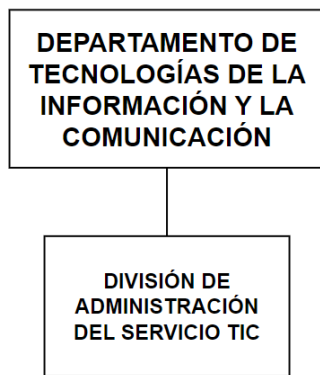 DEPARTAMENTO DE
TECNOLOGÍAS DE LA
INFORMACIÓN Y LA
COMUNICACIÓN
DIVISIÓN DE
ADMINISTRACIÓN
DEL SERVICIO TIC